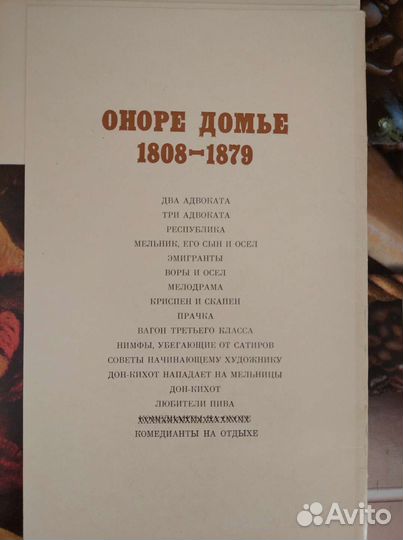 ОНОРЕ ДОМЬЕ
1808–1879
ДВА АДВОКАТА
ТРИ АДВОКАТА
РЕСПУБЛИКА
МЕЛЬНИК, ЕГО СЫН И ОСЕЛ
ЭМИГРАНТЫ
ВОРЫ И ОСЕЛ
МЕЛОДРАМА
КРИСПЕН И СКАПЕН
ПРАЧКА
ВАГОН ТРЕТЬЕГО КЛАССА
НИМФЫ, УБЕГАЮЩИЕ ОТ САТИРОВ
СОВЕТЫ НАЧИНАЮЩЕМУ ХУДОЖНИКУ
ДОН-КИХОТ НАПАДАЕТ НА МЕЛЬНИЦЫ
ДОН-КИХОТ
ЛЮБИТЕЛИ ПИВА
КОМЕДИАНТЫ НА ОТДЫХЕ
Avito